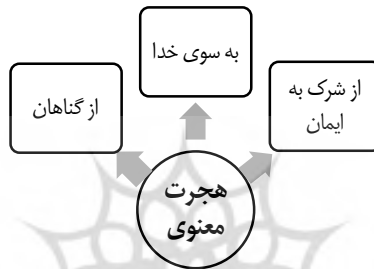 به سوی خدا
از شرک به
ایمان
از گناهان
هجرت
معنوی